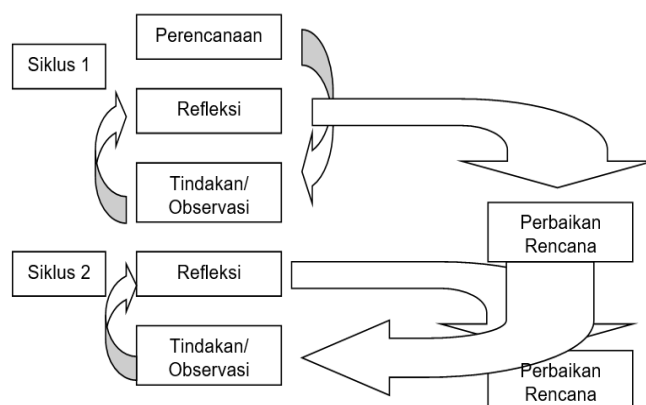 Perencanaan
Siklus 1
Refleksi
Tindakan/
Observasi
Perbaikan
Rencana
Siklus 2
Refleksi
Tindakan/
Observasi
Perbaikan
Rencana